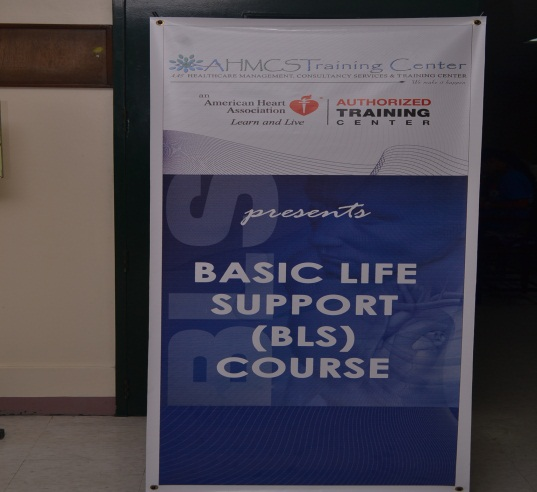 AHMCSTraining Center
HEALTHCARE MANAGEMENT, CONSULTANCY SERVICES & TRAINING CENTER
an
American Heart
Association
Learn and Live
AUTHORIZED
TRAINING
CENTER
BLS
presents
BASIC LIFE
SUPPORT
(BLS)
COURSE